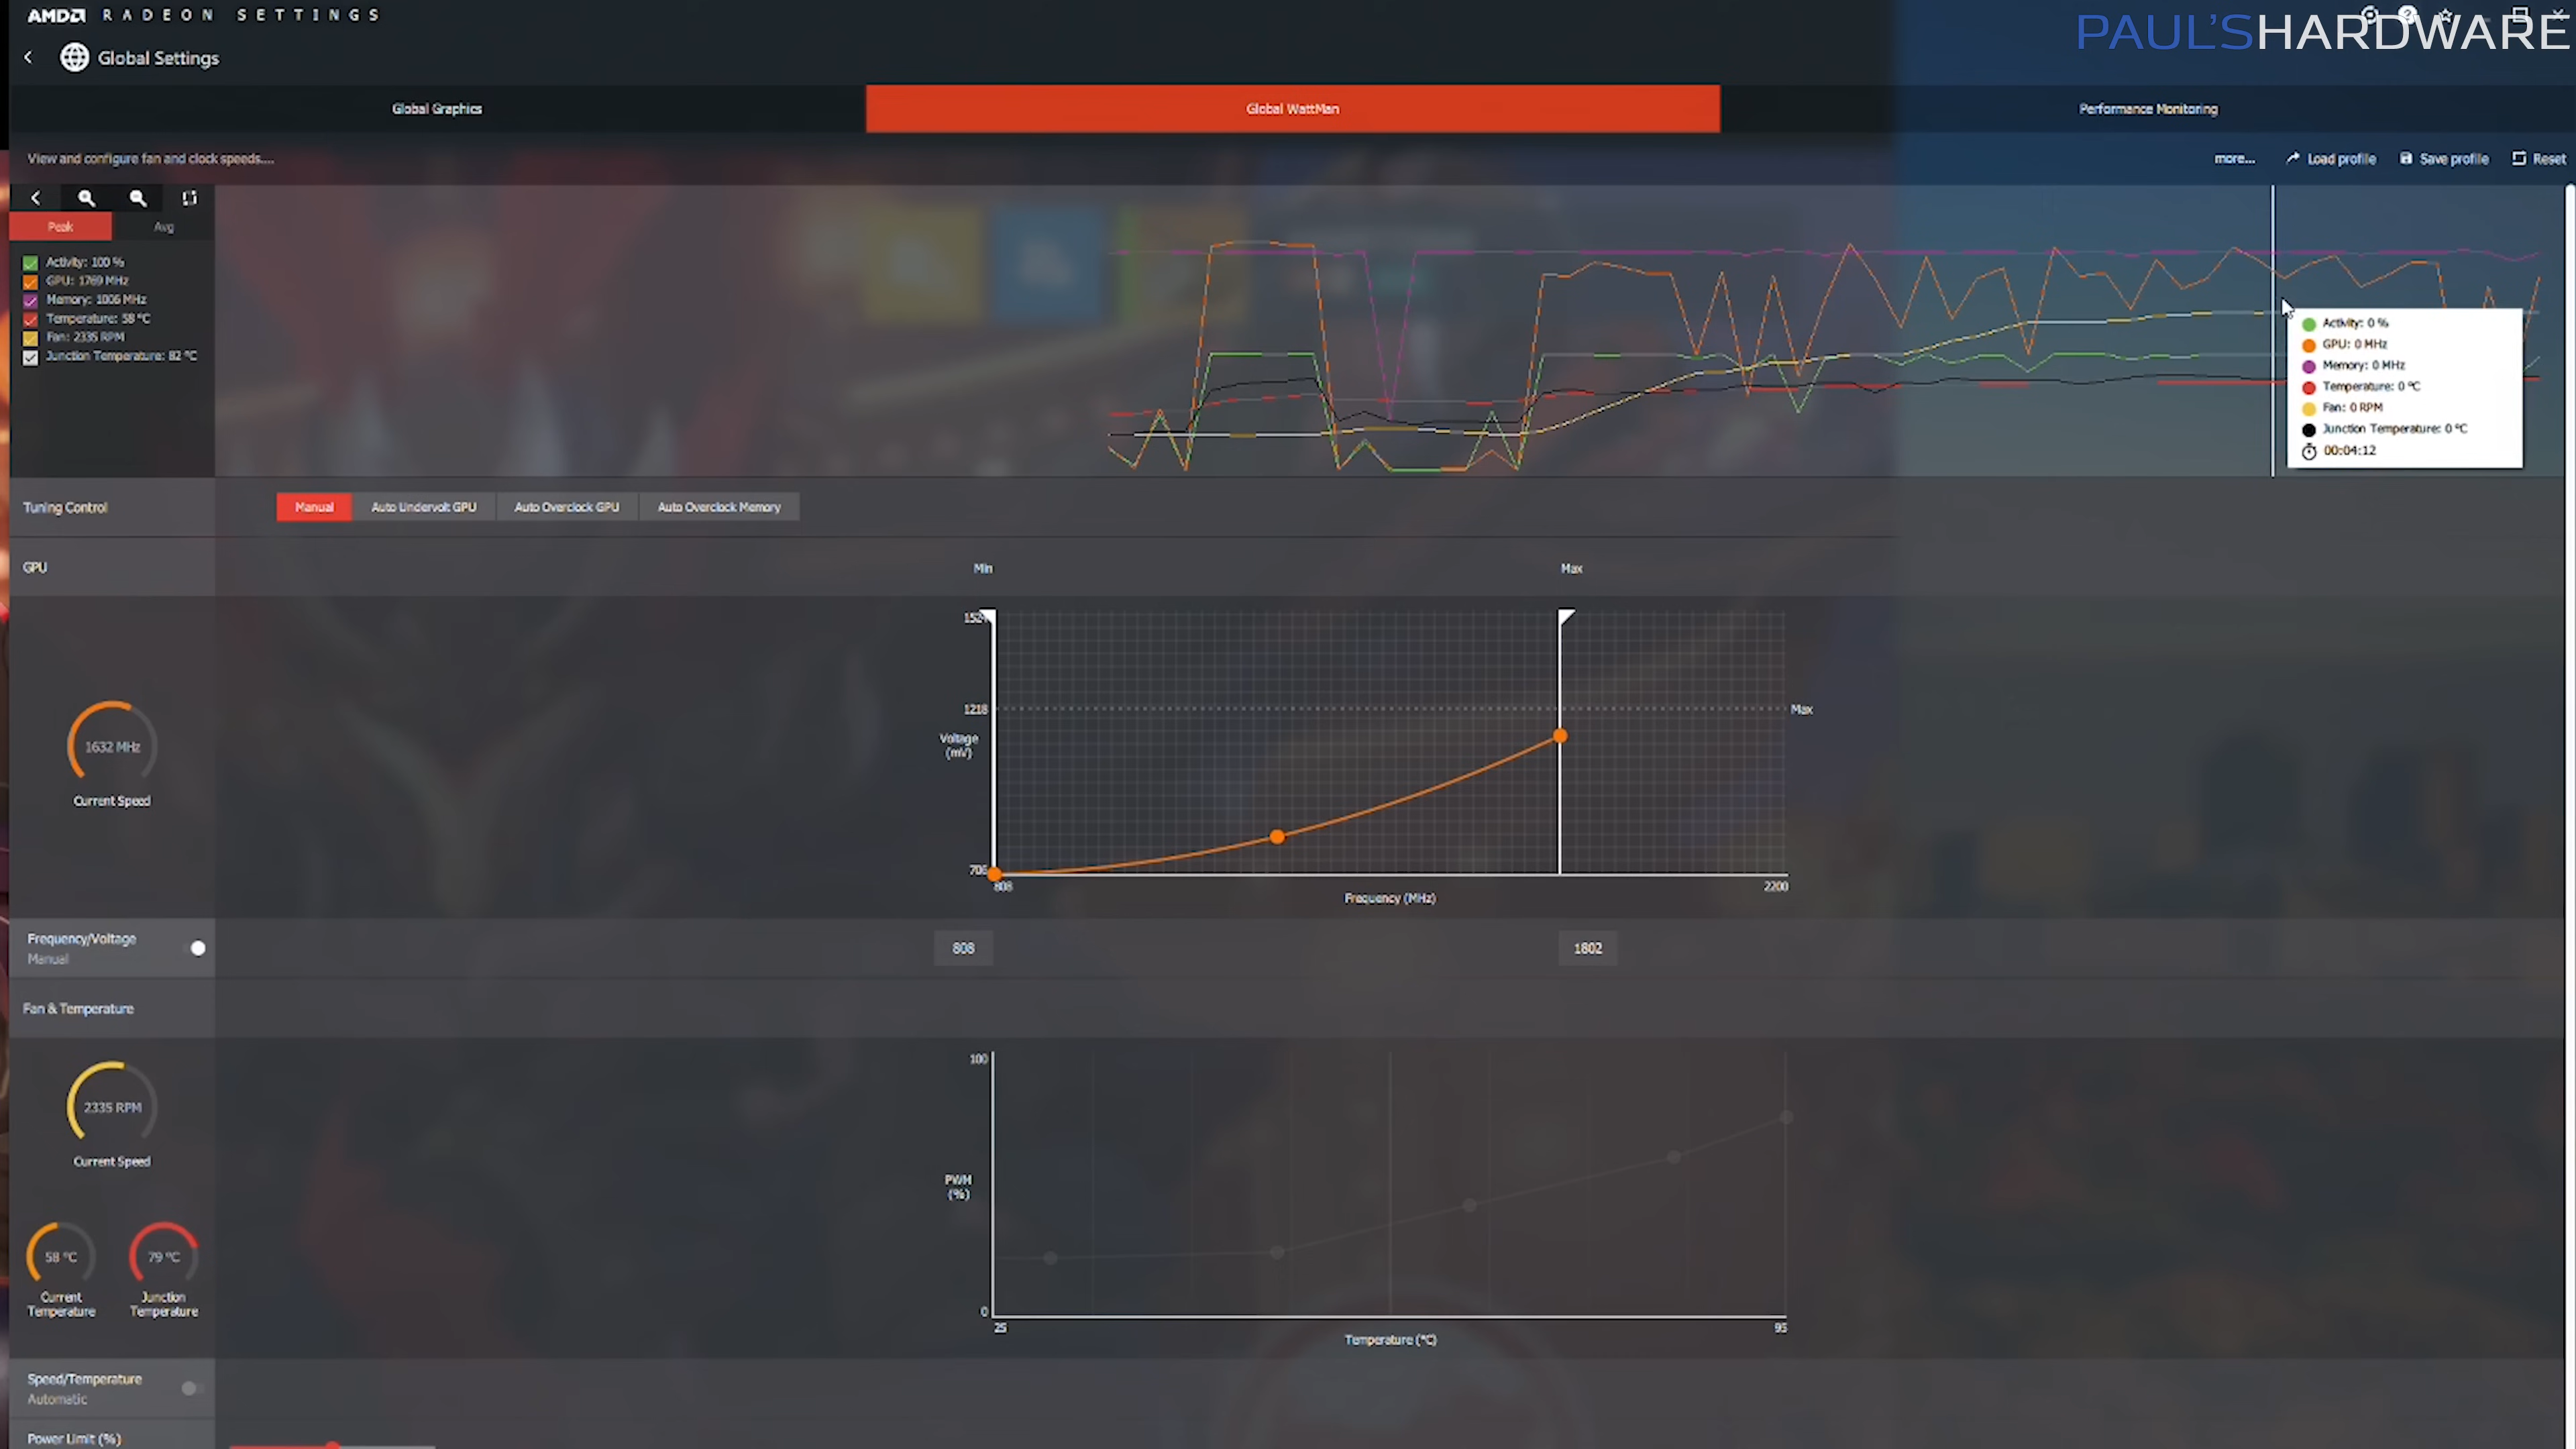 AMD RADEON SETTINGS
PAUL'SHARDWARE
Global Settings
Global Graphics
Global WattMan
Performance Monitoring
View and configure fan and clock speeds....
more...
Load profile
Save profile
Reset
Peak
Avg
Activity: 100 %
GPU: 1769 MHz
Memory: 1006 MHz
Temperature: 58 °C
Fan: 2335 RPM
Junction Temperature: 82 °C
Activity: 0 %
GPU: 0 MHz
Memory: 0 MHz
Temperature: 0 °C
Fan: 0 RPM
Junction Temperature: 0 °C
00:04:12
Tuning Control
Manual
Auto Undervolt GPU
Auto Overclock GPU
Auto Overclock Memory
GPU
Min
Max
1218
Max
Voltage
(mV)
1632 MHz
Current Speed
808
2200
Frequency (MHz)
Frequency/Voltage
Manual
808
1802
Fan & Temperature
100
2335 RPM
Current Speed
PWM
(%)
58 °C
79 °C
Current
Temperature
Junction
Temperature
0
25
95
Temperature (°C)
Speed/Temperature
Automatic
Power Limit (%)